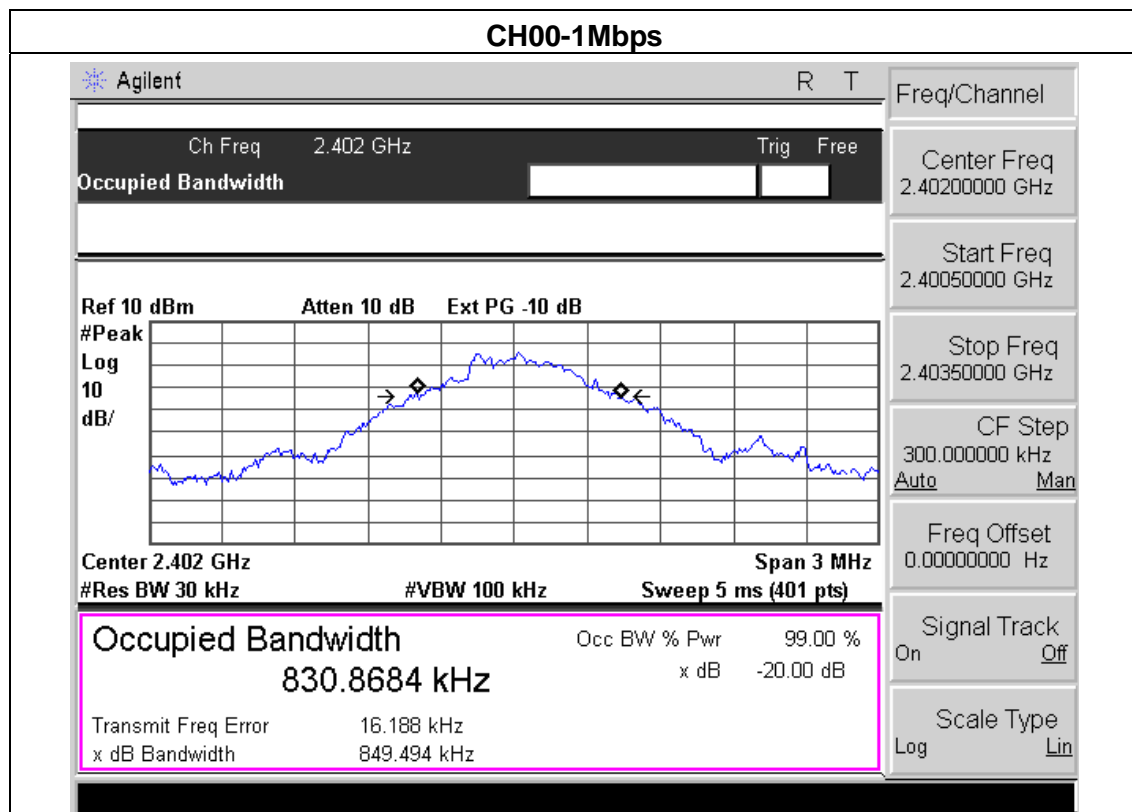 CH00-1Mbps
Agilent R T
Freq/Channel
Ch Freq 2.402 GHz Trig Free
Occupied Bandwidth
Center Freq
2.40200000 GHz
Start Freq
2.40050000 GHz
Stop Freq
2.40350000 GHz
CF Step
300.000000 kHz
Auto Man
Freq Offset
0.00000000 Hz
Signal Track
On Off
Scale Type
Log Lin
Ref 10 dBm Atten 10 dB Ext PG -10 dB
#Peak
Log
10
dB/
Center 2.402 GHz Span 3 MHz
#Res BW 30 kHz #VBW 100 kHz Sweep 5 ms (401 pts)
Occupied Bandwidth Occ BW % Pwr 99.00 %
830.8684 kHz x dB -20.00 dB
Transmit Freq Error 16.188 kHz
x dB Bandwidth 849.494 kHz